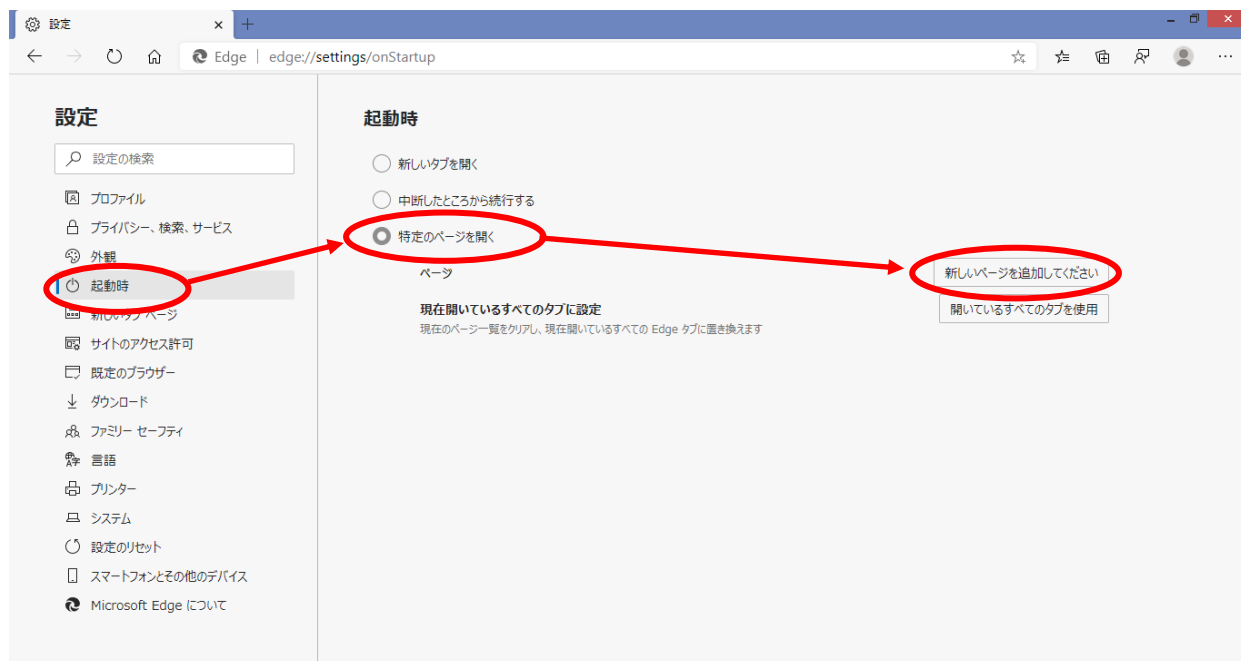 設定
Edge | edge://settings/onStartup
設定
設定の検索
プロファイル
プライバシー、検索、サービス
外観
起動時
新しいタブ ページ
サイトのアクセス許可
既定のブラウザー
ダウンロード
ファミリー セーフティ
言語
プリンター
システム
設定のリセット
スマートフォンとその他のデバイス
Microsoft Edge について
起動時
新しいタブを開く
中断したところから続行する
特定のページを開く
ページ
新しいページを追加してください
現在開いているすべてのタブに設定
現在のページ一覧をクリアし、現在開いているすべての Edge タブに置き換えます
開いているすべてのタブを使用